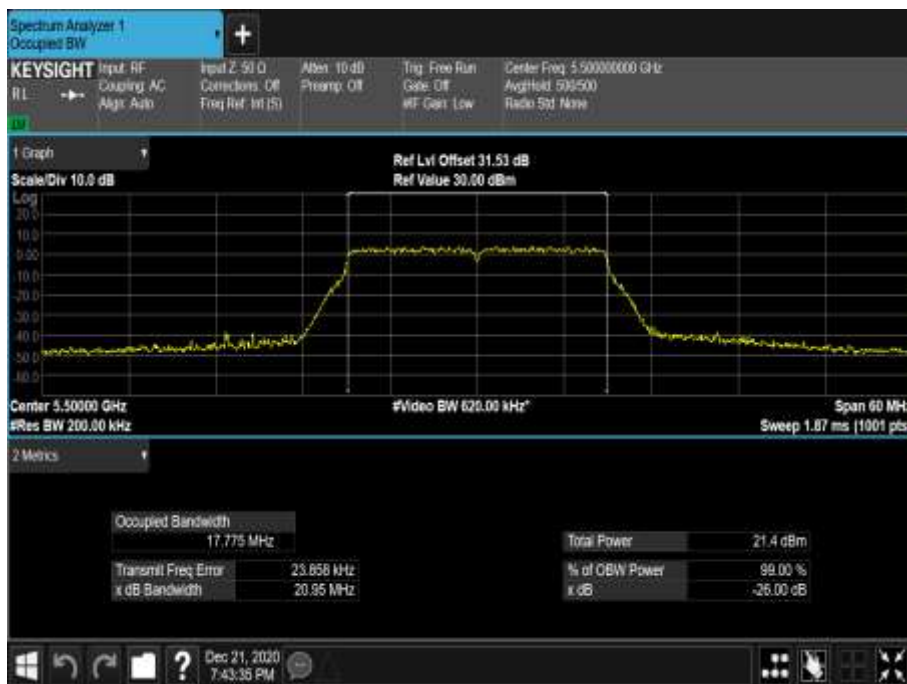 Spectrum Analyzer 1
Occupied BW
KEYSIGHT
Input: RF
Coupling: AC
Align: Auto
Input Z: 50 Ω
Corrections: Off
Freq Ref: Int (S)
Atten: 10 dB
Preamp: Off
Trig: Free Run
Gate: Off
#IF Gain: Low
Center Freq: 5.500000000 GHz
Avg|Hold: 500/500
Radio Std: None
1 Graph
Scale/Div 10.0 dB
Ref Lvl Offset 31.53 dB
Ref Value 30.00 dBm
Log
20.0
10.0
0.00
-10.0
-20.0
-30.0
-40.0
-50.0
-60.0
Center 5.50000 GHz
#Video BW 620.00 kHz*
Span 60 MHz
#Res BW 200.00 kHz
Sweep 1.87 ms (1001 pts
2 Metrics
Occupied Bandwidth
17.775 MHz
Total Power 21.4 dBm
Transmit Freq Error 23.858 kHz
% of OBW Power 99.00 %
x dB Bandwidth 20.95 MHz
x dB -26.00 dB
?
Dec 21, 2020
7:43:35 PM